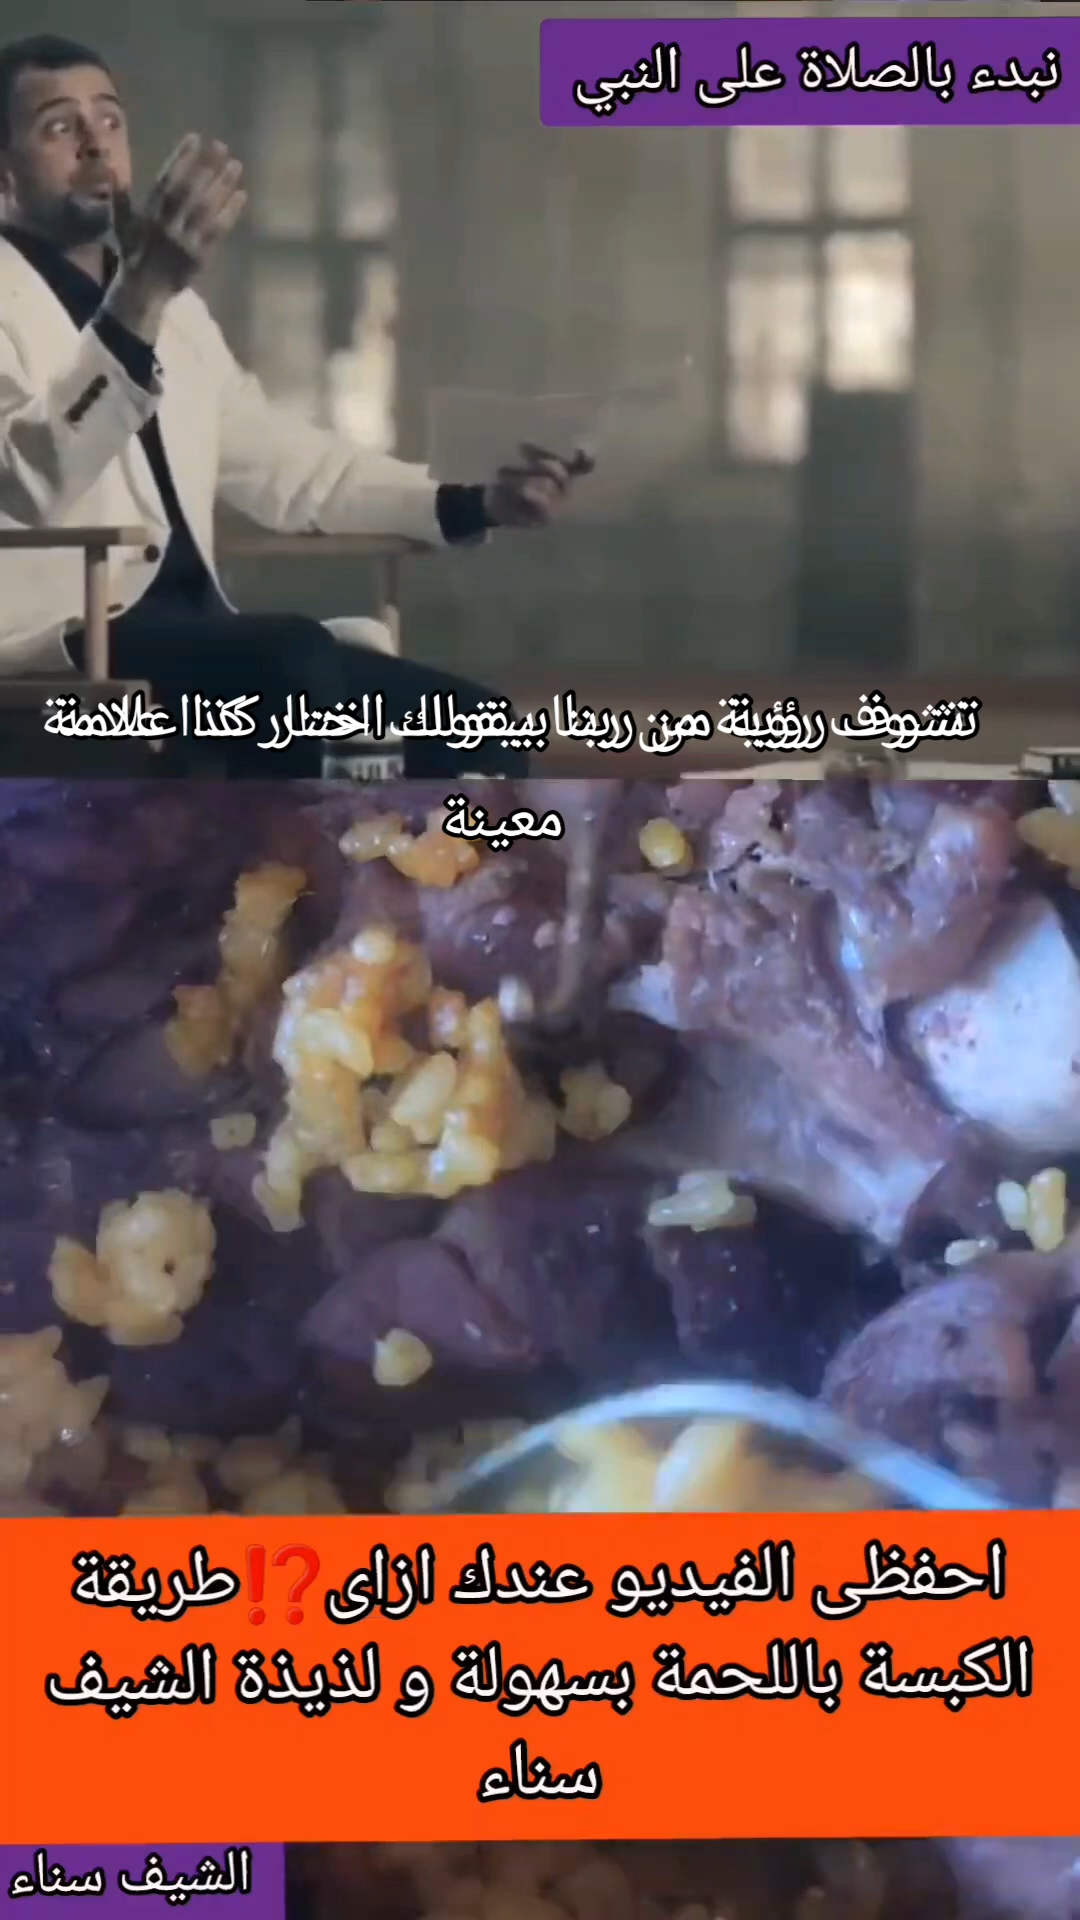 نبدء بالصلاة على النبي
تشوف رؤية من ربنا بيقولك اختار كذا علامة
معينة
احفظى الفيديو عندك ازاى⁉️طريقة
الكبسة باللحمة بسهولة و لذيذة الشيف
سناء
الشيف سناء